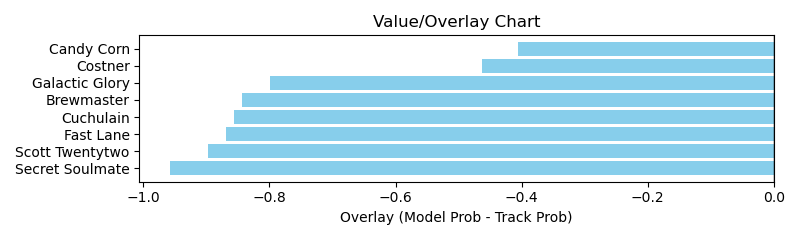 Value/Overlay Chart
Candy Corn
Costner
Galactic Glory
Brewmaster
Cuchulain
Fast Lane
Scott Twentytwo
Secret Soulmate
−1.0 −0.8 −0.6 −0.4 −0.2 0.0
Overlay (Model Prob - Track Prob)